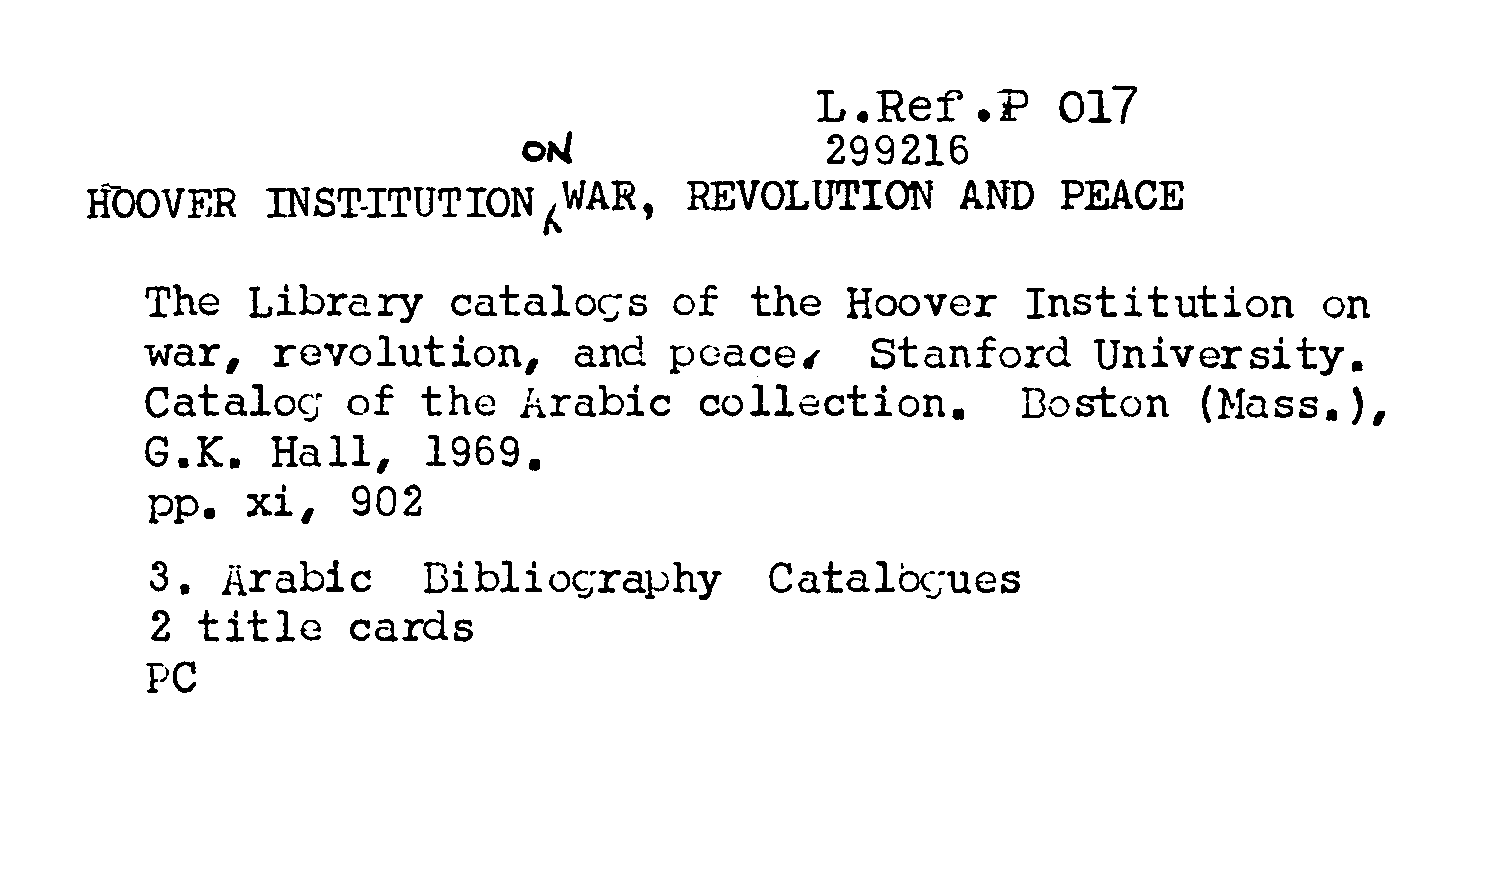 L.Ref.P 017
299216
HOOVER INSTITUTION ON WAR, REVOLUTION AND PEACE
The Library catalogs of the Hoover Institution on
war, revolution, and peace, Stanford University.
Catalog of the Arabic collection. Boston (Mass.),
G.K. Hall, 1969.
pp. xi, 902
3. Arabic Bibliography Catalogues
2 title cards
PC